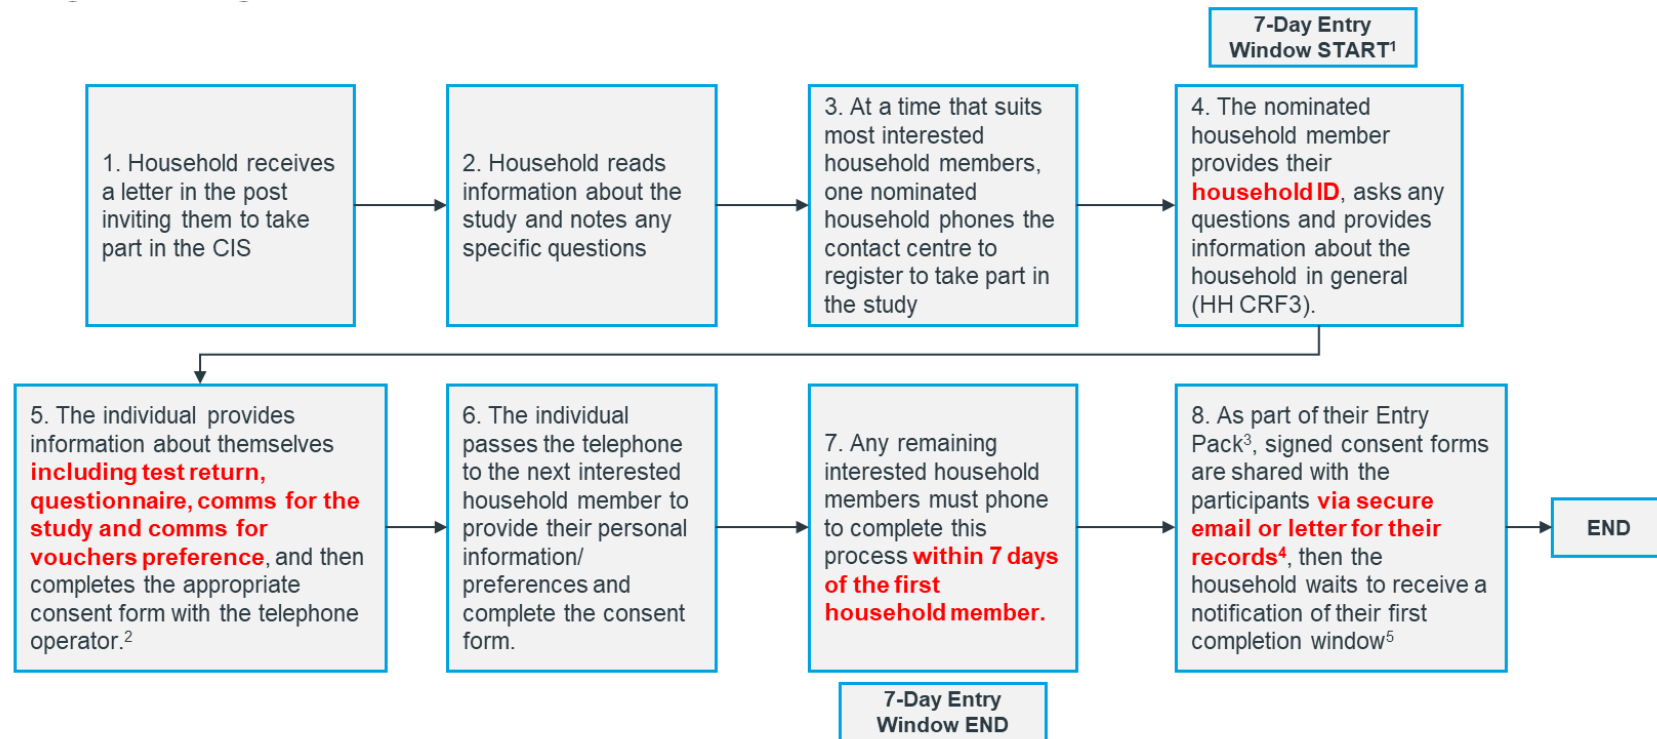 7-Day Entry
Window START¹
1. Household receives
a letter in the post
inviting them to take
part in the CIS
2. Household reads
information about the
study and notes any
specific questions
3. At a time that suits
most interested
household members,
one nominated
household phones the
contact centre to
register to take part in
the study
4. The nominated
household member
provides their
household ID, asks any
questions and provides
information about the
household in general
(HH CRF3).
5. The individual provides
information about themselves
including test return,
questionnaire, comms for the
study and comms for
vouchers preference, and then
completes the appropriate
consent form with the telephone
operator.²
6. The individual
passes the telephone
to the next interested
household member to
provide their personal
information/
preferences and
complete the consent
form.
7. Any remaining
interested household
members must phone
to complete this
process within 7 days
of the first
household member.
8. As part of their Entry
Pack³, signed consent forms
are shared with the
participants via secure
email or letter for their
records⁴, then the
household waits to receive a
notification of their first
completion window⁵
END
7-Day Entry
Window END